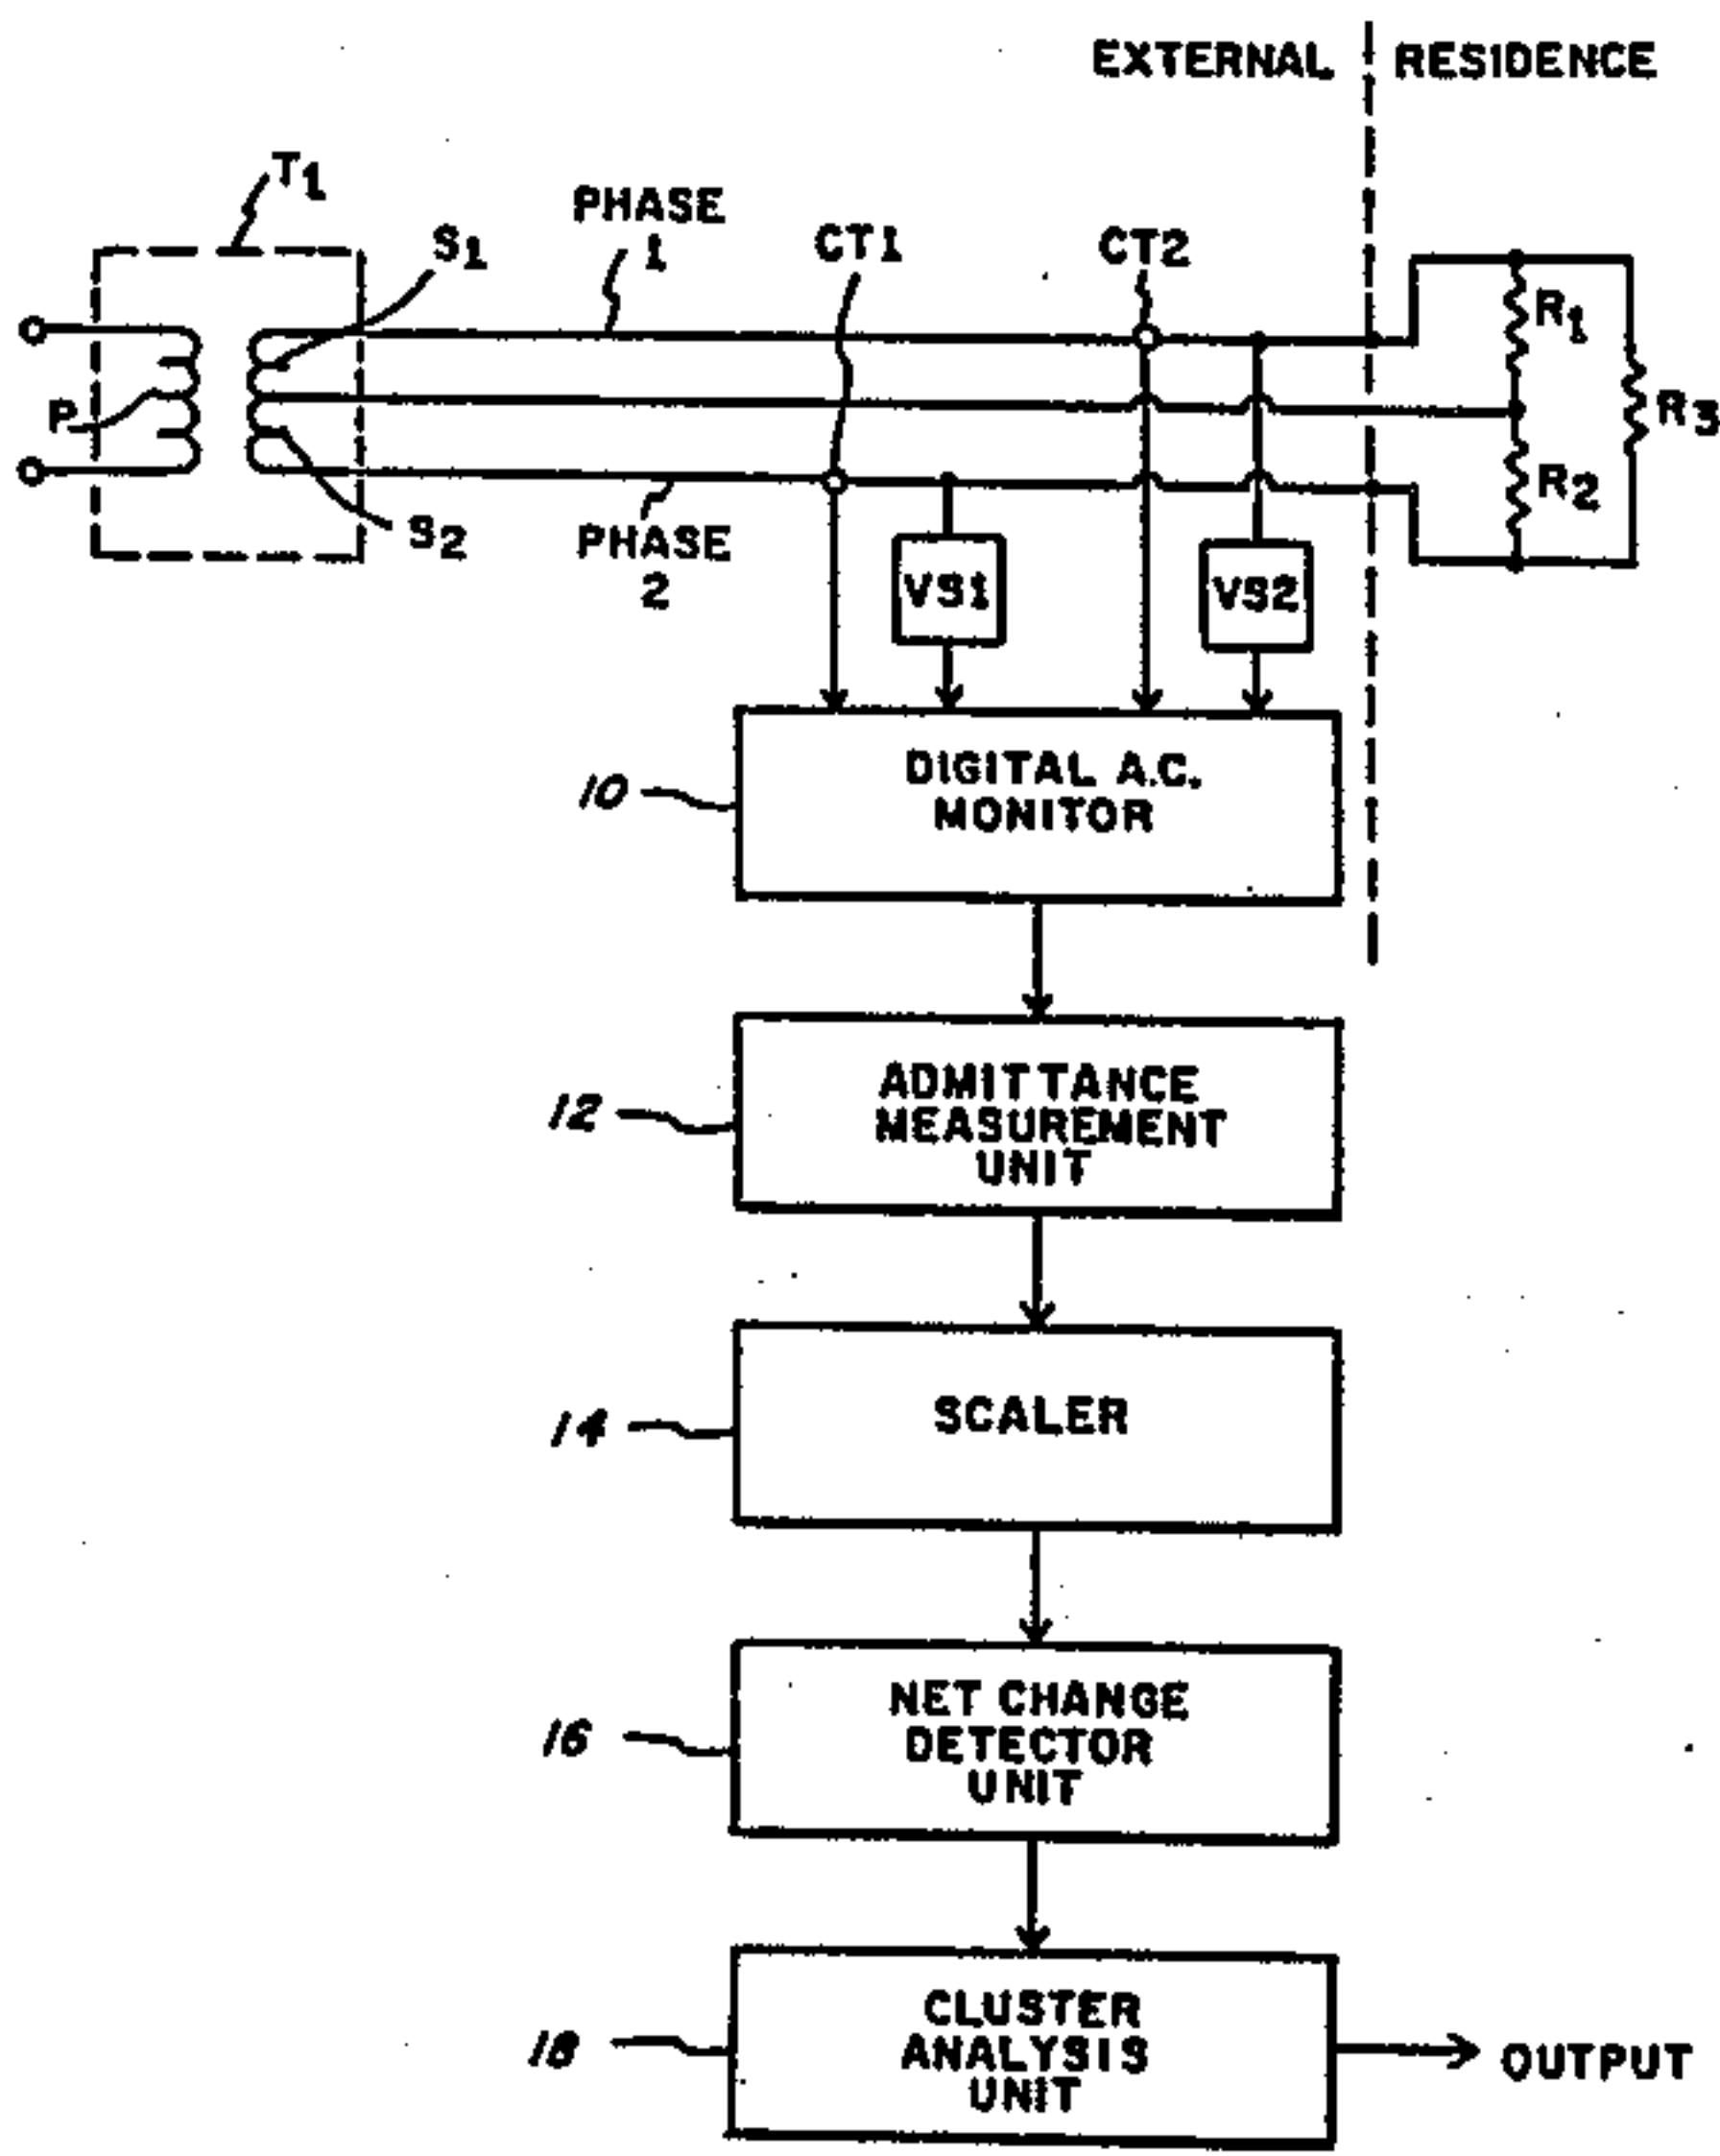 EXTERNAL RESIDENCE
T1
S1
PHASE
1
CT1
CT2
R1
P
R3
R2
S2
PHASE
2
VS1
VS2
DIGITAL A.C.
MONITOR
10
ADMITTANCE
MEASUREMENT
UNIT
12
SCALER
14
NET CHANGE
DETECTOR
UNIT
16
CLUSTER
ANALYSIS
UNIT
18
OUTPUT